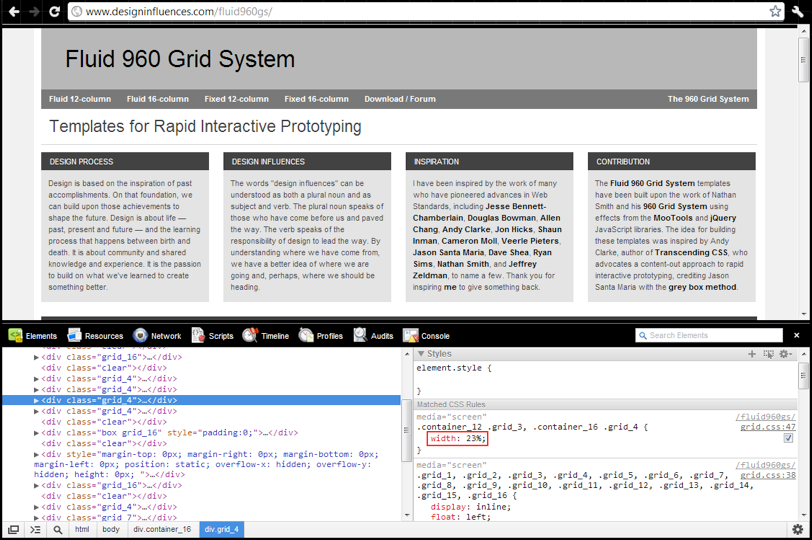 www.designinfluences.com/fluid960gs/
Fluid 960 Grid System
Fluid 12-column Fluid 16-column Fixed 12-column Fixed 16-column Download / Forum The 960 Grid System
Templates for Rapid Interactive Prototyping
DESIGN PROCESS
Design is based on the inspiration of past
accomplishments. On that foundation, we
can build upon those achievements to
shape the future. Design is about life —
past, present and future — and the learning
process that happens between birth and
death. It is about community and shared
knowledge and experience. It is the passion
to build on what we've learned to create
something better.
DESIGN INFLUENCES
The words "design influences" can be
understood as both a plural noun and as
subject and verb. The plural noun speaks of
those who have come before us and paved
the way. The verb speaks of the
responsibility of design to lead the way. By
understanding where we have come from,
we have a better idea of where we are
going and, perhaps, where we should be
heading.
INSPIRATION
I have been inspired by the work of many
who have pioneered advances in Web
Standards, including Jesse Bennett-
Chamberlain, Douglas Bowman, Allen
Chang, Andy Clarke, Jon Hicks, Shaun
Inman, Cameron Moll, Veerle Pieters,
Jason Santa Maria, Dave Shea, Ryan
Sims, Nathan Smith, and Jeffrey
Zeldman, to name a few. Thank you for
inspiring me to give something back.
CONTRIBUTION
The Fluid 960 Grid System templates
have been built upon the work of Nathan
Smith and his 960 Grid System using
effects from the MooTools and jQuery
JavaScript libraries. The idea for building
these templates was inspired by Andy
Clarke, author of Transcending CSS, who
advocates a content-out approach to rapid
interactive prototyping, crediting Jason
Santa Maria with the grey box method.
Elements Resources Network Scripts Timeline Profiles Audits Console Search Elements
<div class="clear"></div>
<div class="grid_16">…</div>
<div class="clear"></div>
<div class="grid_4">…</div>
<div class="grid_4">…</div>
<div class="grid_4">…</div>
<div class="grid_4">…</div>
<div class="clear"></div>
<div class="box grid_16" style="padding:0;">…</div>
<div class="clear"></div>
<div style="margin-top: 0px; margin-right: 0px; margin-bottom: 0px;
margin-left: 0px; position: static; overflow-x: hidden; overflow-y:
hidden; height: 0px; ">…</div>
<div class="grid_16">…</div>
<div class="clear"></div>
<div class="grid_4">…</div>
<div class="grid_7">…</div>
html body div.container_16 div.grid_4
Styles
element.style {
}
Matched CSS Rules
media="screen" /fluid960gs/
.container_12 .grid_3, .container_16 .grid_4 { grid.css:47
width: 23%;
}
media="screen" /fluid960gs/
.grid_1, .grid_2, .grid_3, .grid_4, .grid_5, .grid_6, .grid_7, grid.css:38
.grid_8, .grid_9, .grid_10, .grid_11, .grid_12, .grid_13, .grid_14,
.grid_15, .grid_16 {
display: inline;
float: left;